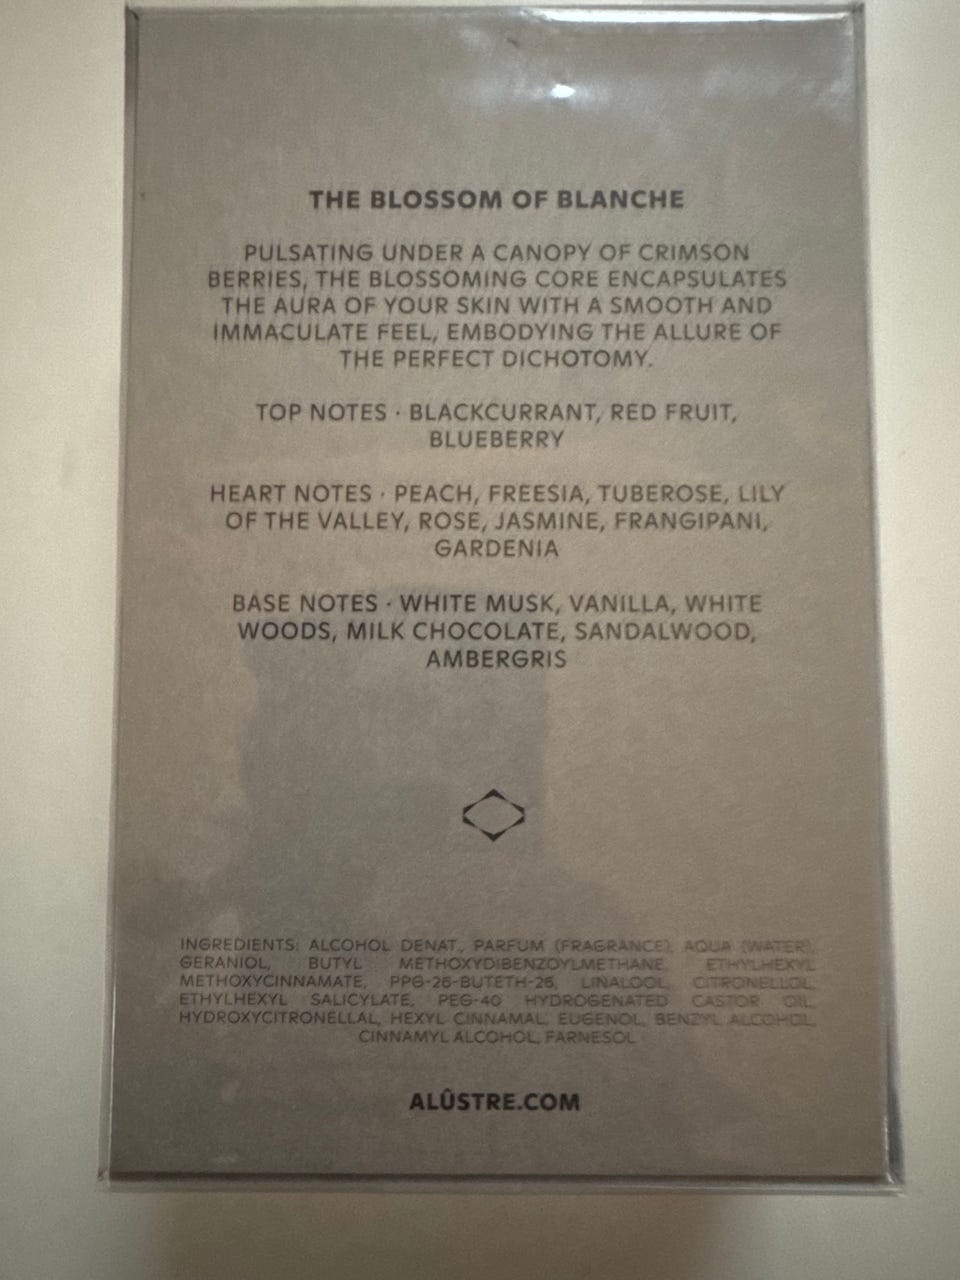 THE BLOSSOM OF BLANCHE
PULSATING UNDER A CANOPY OF CRIMSON
BERRIES, THE BLOSSOMING CORE ENCAPSULATES
THE AURA OF YOUR SKIN WITH A SMOOTH AND
IMMACULATE FEEL, EMBODYING THE ALLURE OF
THE PERFECT DICHOTOMY.
TOP NOTES · BLACKCURRANT, RED FRUIT,
BLUEBERRY
HEART NOTES · PEACH, FREESIA, TUBEROSE, LILY
OF THE VALLEY, ROSE, JASMINE, FRANGIPANI,
GARDENIA
BASE NOTES · WHITE MUSK, VANILLA, WHITE
WOODS, MILK CHOCOLATE, SANDALWOOD,
AMBERGRIS
INGREDIENTS: ALCOHOL DENAT., PARFUM (FRAGRANCE), AQUA (WATER),
GERANIOL, BUTYL METHOXYDIBENZOYLMETHANE, ETHYLHEXYL
METHOXYCINNAMATE, PPG-26-BUTETH-26, LINALOOL, CITRONELLOL,
ETHYLHEXYL SALICYLATE, PEG-40 HYDROGENATED CASTOR OIL,
HYDROXYCITRONELLAL, HEXYL CINNAMAL, EUGENOL, BENZYL ALCOHOL,
CINNAMYL ALCOHOL, FARNESOL
ALÛSTRE.COM